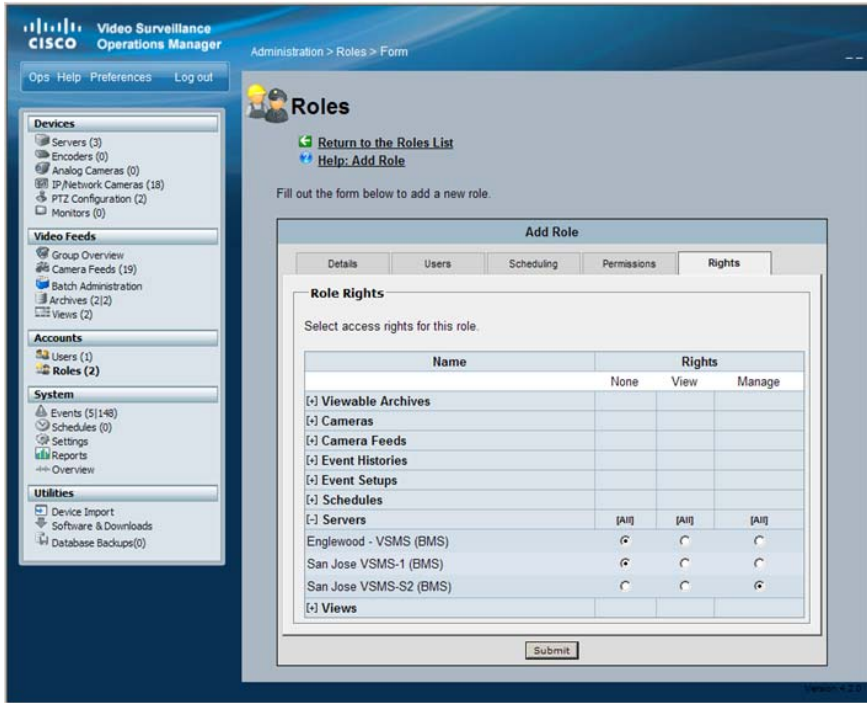 CISCO
Video Surveillance
Operations Manager
Administration > Roles > Form
Ops Help Preferences Log out
Devices
Servers (3)
Encoders (0)
Analog Cameras (0)
IP/Network Cameras (18)
PTZ Configuration (2)
Monitors (0)
Video Feeds
Group Overview
Camera Feeds (19)
Batch Administration
Archives (2|2)
Views (2)
Accounts
Users (1)
Roles (2)
System
Events (5|148)
Schedules (0)
Settings
Reports
Overview
Utilities
Device Import
Software & Downloads
Database Backups(0)
Roles
Return to the Roles List
Help: Add Role
Fill out the form below to add a new role.
Add Role
Details Users Scheduling Permissions Rights
Role Rights
Select access rights for this role.
Name Rights
None View Manage
[+] Viewable Archives
[+] Cameras
[+] Camera Feeds
[+] Event Histories
[+] Event Setups
[+] Schedules
[-] Servers [All] [All] [All]
Englewood - VSMS (BMS)
San Jose VSMS-1 (BMS)
San Jose VSMS-S2 (BMS)
[+] Views
Submit